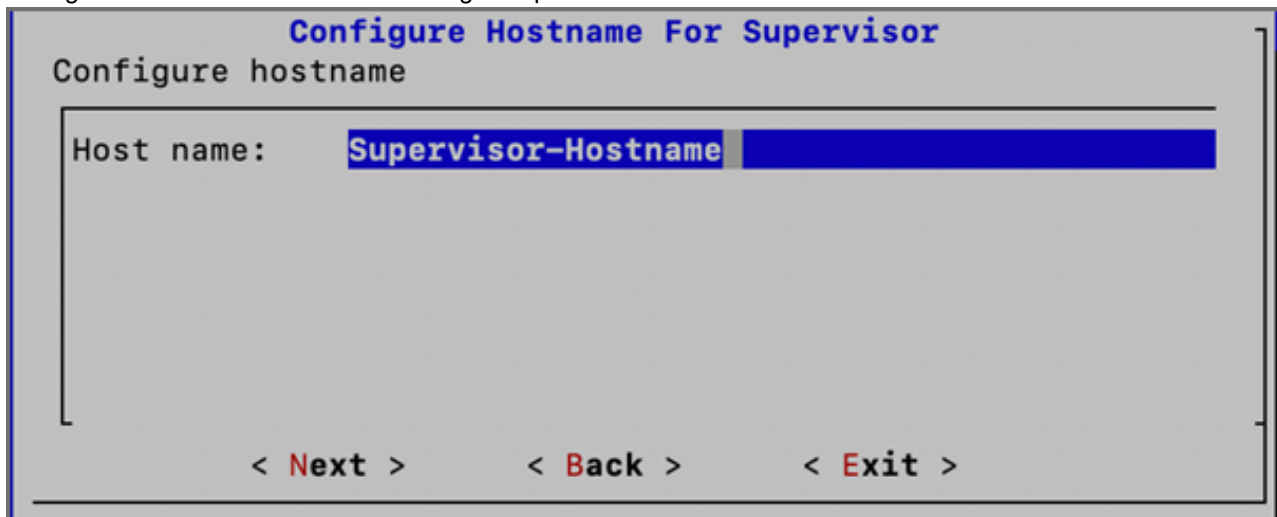 Configure Hostname For Supervisor
Configure hostname
Host name: Supervisor-Hostname
< Next > < Back > < Exit >